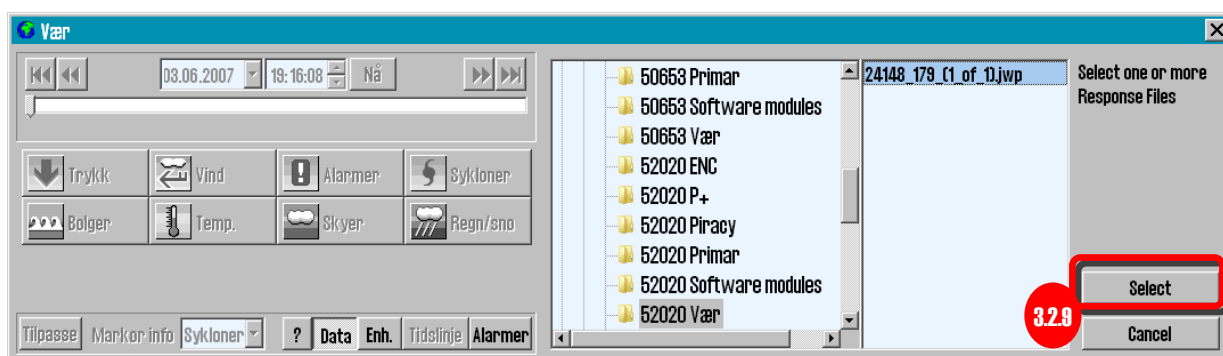 Vær
03.06.2007 19:16:08 Nå
Trykk Vind Alarmer Sykloner
Bolger Temp. Skyer Regn/sno
Tilpasse Markor info Sykloner ? Data Enh. Tidslinje Alarmer
50653 Primar
50653 Software modules
50653 Vær
52020 ENC
52020 P+
52020 Piracy
52020 Primar
52020 Software modules
52020 Vær
24148_179_(1_of_1).jwp
Select one or more
Response Files
3.2.9
Select
Cancel